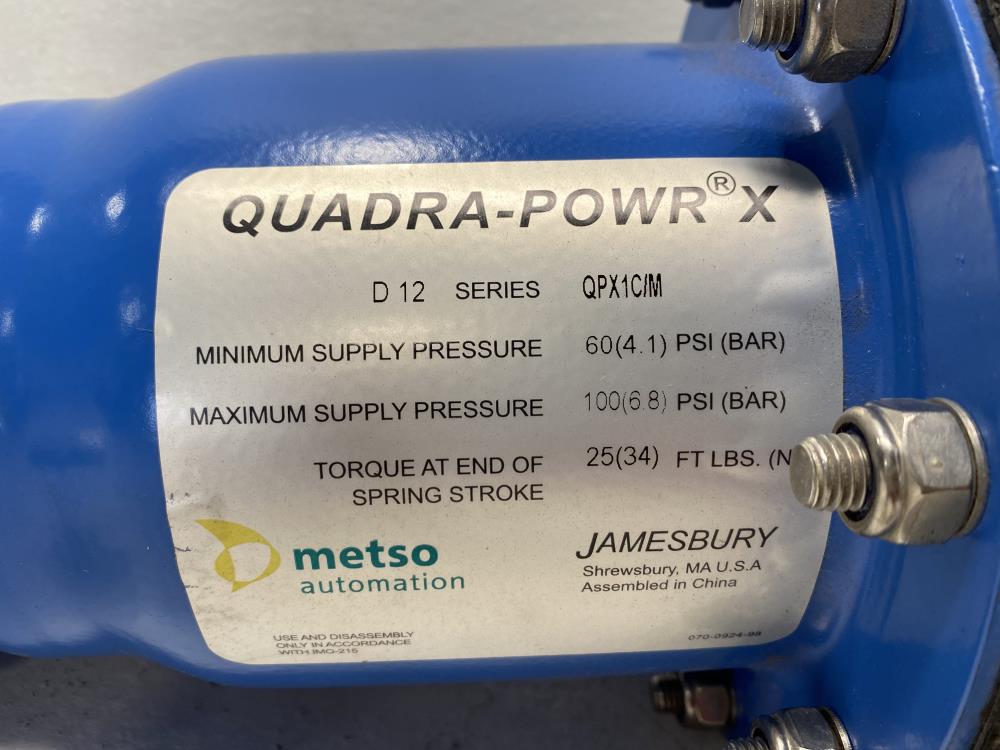 QUADRA-POWR® X
D 12 SERIES QPX1C/M
MINIMUM SUPPLY PRESSURE 60(4.1) PSI (BAR)
MAXIMUM SUPPLY PRESSURE 100(6.8) PSI (BAR)
TORQUE AT END OF SPRING STROKE 25(34) FT LBS. (N
metso
automation
JAMESBURY
Shrewsbury, MA U.S.A
Assembled in China
USE AND DISASSEMBLY
ONLY IN ACCORDANCE
WITH IMO-215
070-0924-98